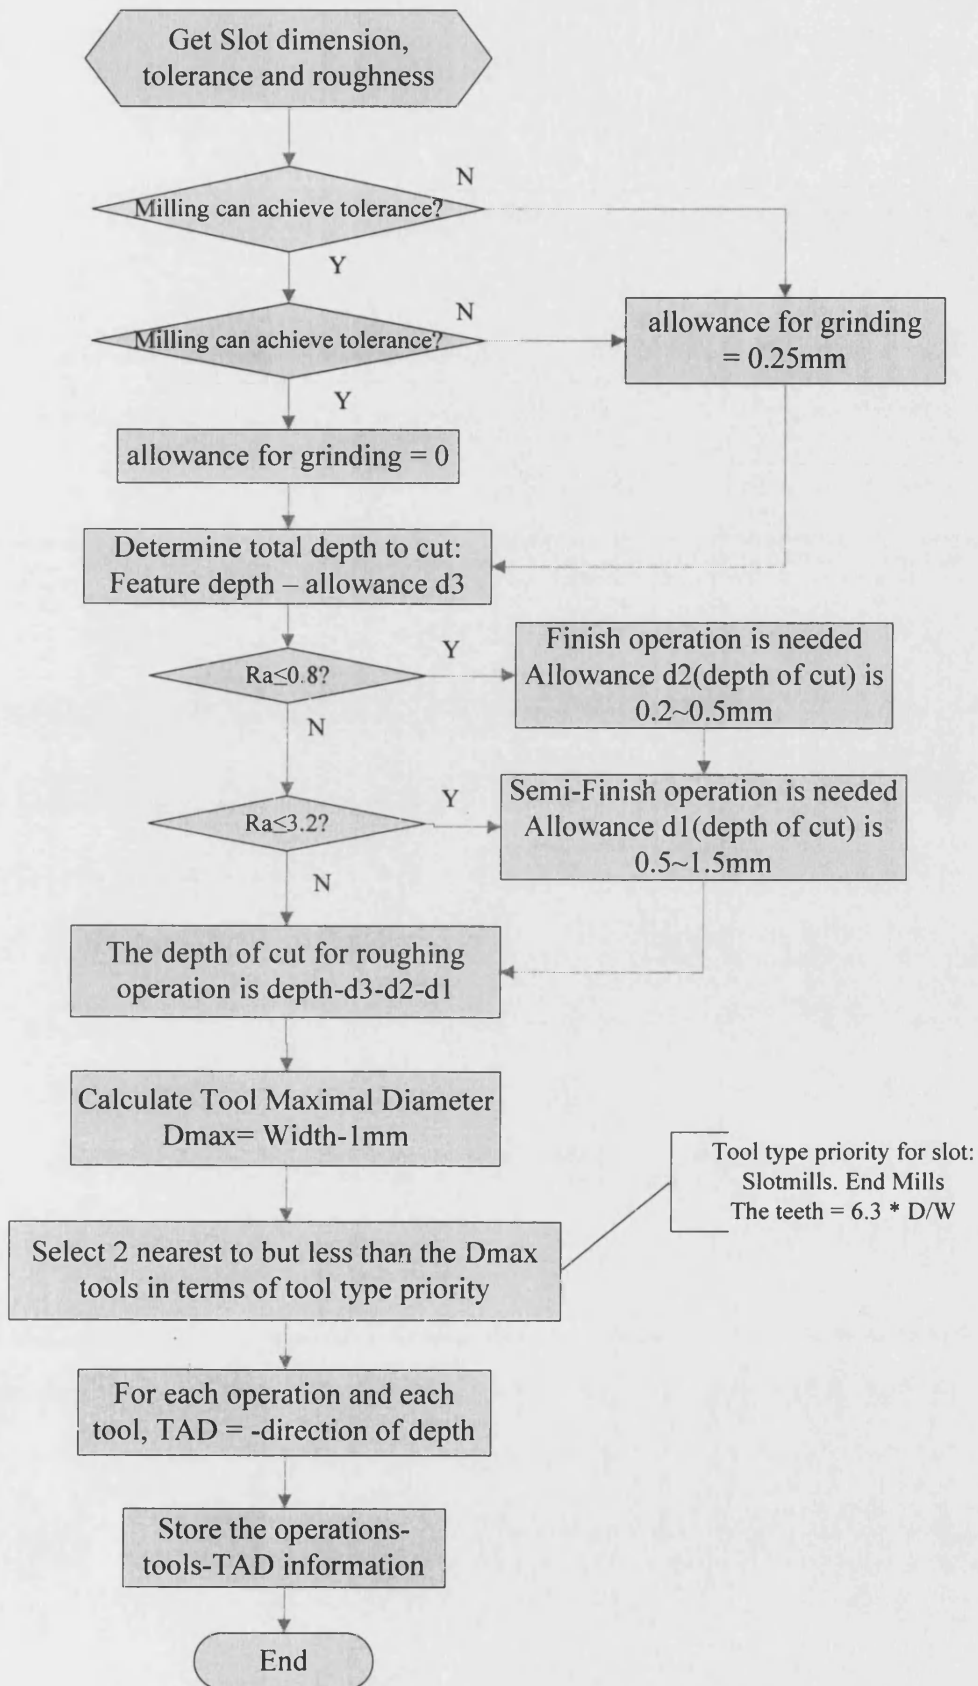 Get Slot dimension,
tolerance and roughness
N
Milling can achieve tolerance?
Y
N
Milling can achieve tolerance?
allowance for grinding
= 0.25mm
Y
allowance for grinding = 0
Determine total depth to cut:
Feature depth – allowance d3
Ra≤0.8?
Y
Finish operation is needed
Allowance d2(depth of cut) is
0.2~0.5mm
N
Ra≤3.2?
Y
Semi-Finish operation is needed
Allowance d1(depth of cut) is
0.5~1.5mm
N
The depth of cut for roughing
operation is depth-d3-d2-d1
Calculate Tool Maximal Diameter
Dmax= Width-1mm
Tool type priority for slot:
Slotmills. End Mills
The teeth = 6.3 * D/W
Select 2 nearest to but less than the Dmax
tools in terms of tool type priority
For each operation and each
tool, TAD = -direction of depth
Store the operations-
tools-TAD information
End